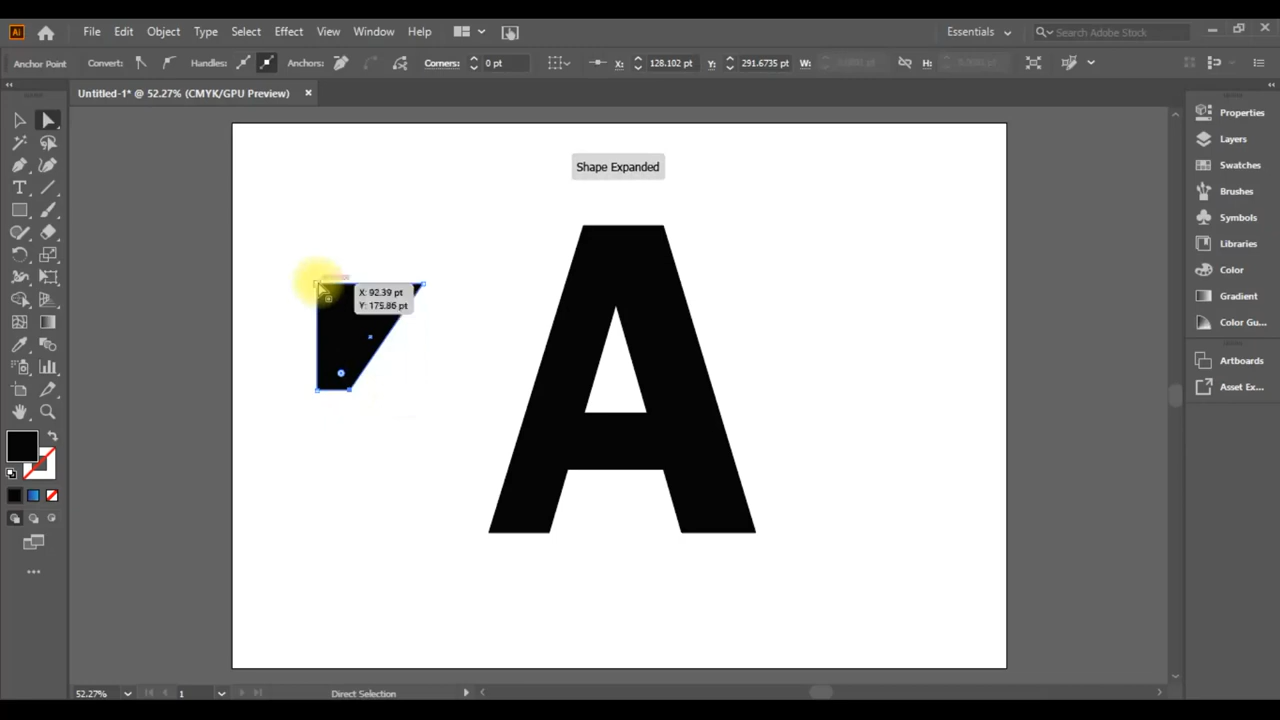 Ai File Edit Object Type Select Effect View Window Help Essentials Search Adobe Stock
Anchor Point Convert: Handles: Anchors: Corners: 0 pt X: 128.102 pt Y: 291.6735 pt W: H:
Untitled-1* @ 52.27% (CMYK/GPU Preview)
Shape Expanded
X: 92.39 pt
Y: 175.86 pt
A
T
Properties
Layers
Swatches
Brushes
Symbols
Libraries
Color
Gradient
Color Gu...
Artboards
Asset Ex...
52.27% 1 Direct Selection